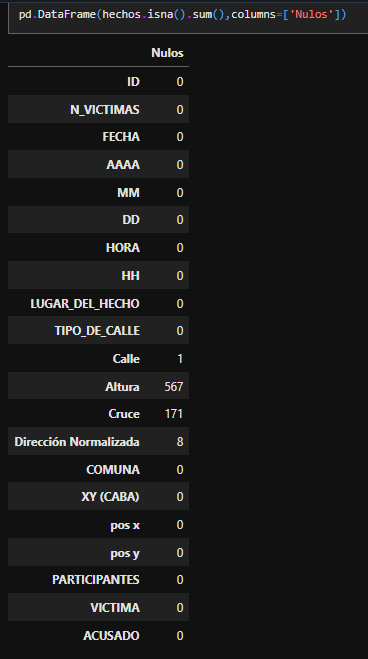 pd.DataFrame(hechos.isna().sum(),columns=['Nulos'])
Nulos
ID 0
N_VICTIMAS 0
FECHA 0
AAAA 0
MM 0
DD 0
HORA 0
HH 0
LUGAR_DEL_HECHO 0
TIPO_DE_CALLE 0
Calle 1
Altura 567
Cruce 171
Dirección Normalizada 8
COMUNA 0
XY (CABA) 0
pos x 0
pos y 0
PARTICIPANTES 0
VICTIMA 0
ACUSADO 0